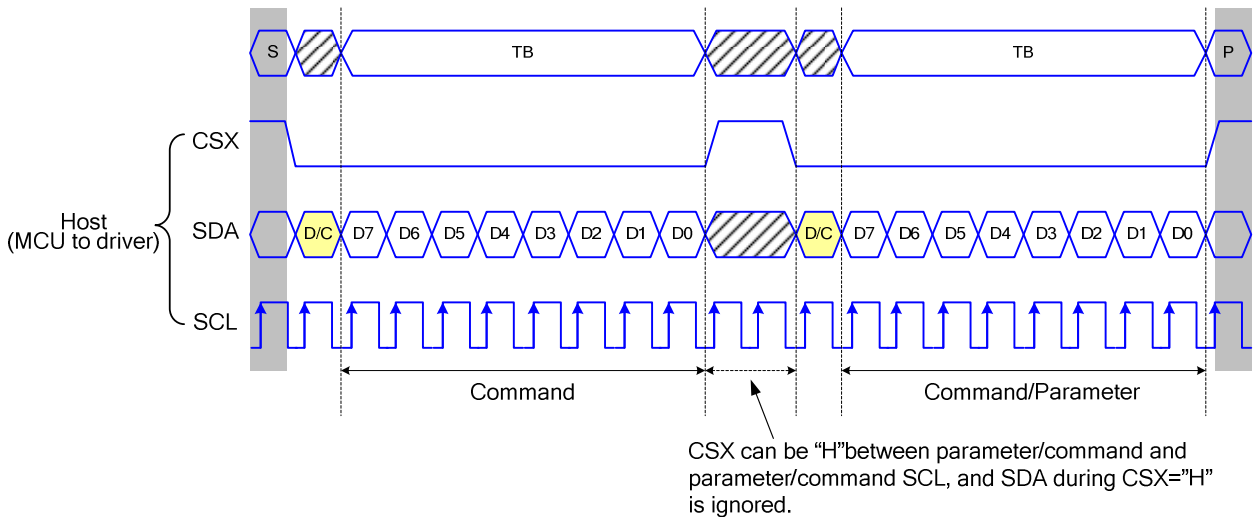 S TB TB P
CSX
Host
(MCU to driver)
SDA D/C D7 D6 D5 D4 D3 D2 D1 D0 D/C D7 D6 D5 D4 D3 D2 D1 D0
SCL
Command Command/Parameter
CSX can be “H”between parameter/command and
parameter/command SCL, and SDA during CSX=”H”
is ignored.